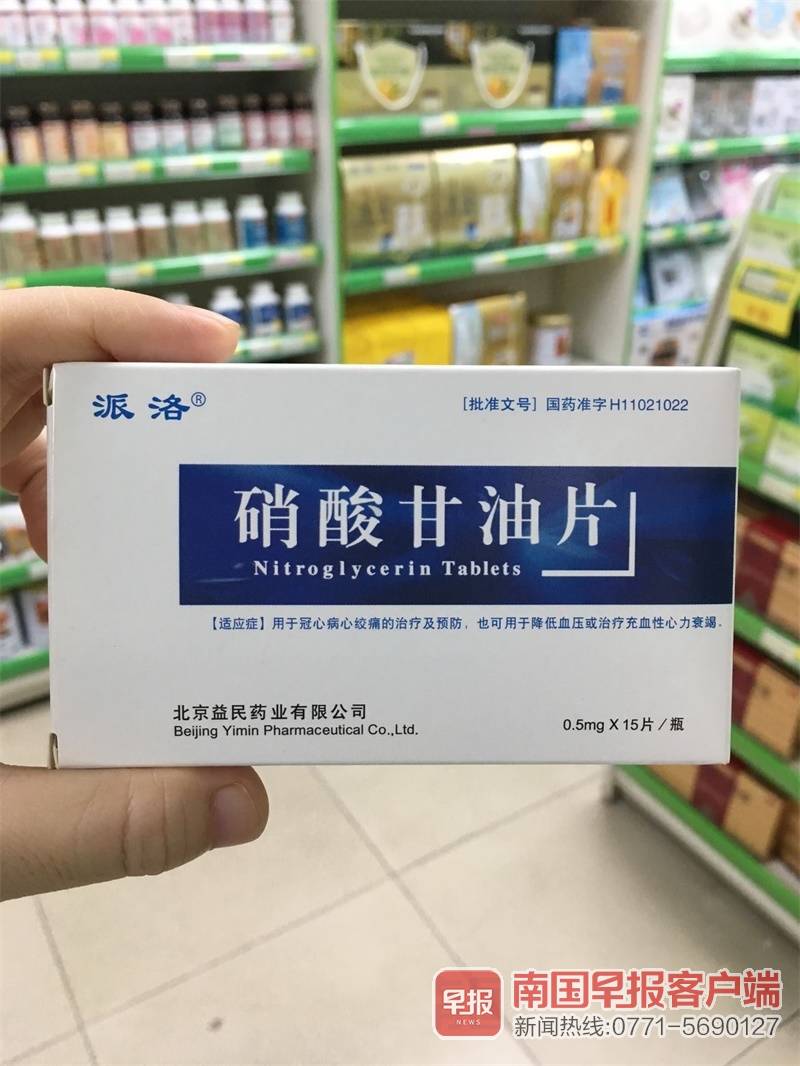 派洛®
[批准文号] 国药准字H11021022
硝酸甘油片
Nitroglycerin Tablets
【适应症】用于冠心病心绞痛的治疗及预防，也可用于降低血压或治疗充血性心力衰竭。
北京益民药业有限公司
Beijing Yimin Pharmaceutical Co.,Ltd.
0.5mg X 15片/瓶
早报
NEWS
南国早报客户端
新闻热线:0771-5690127